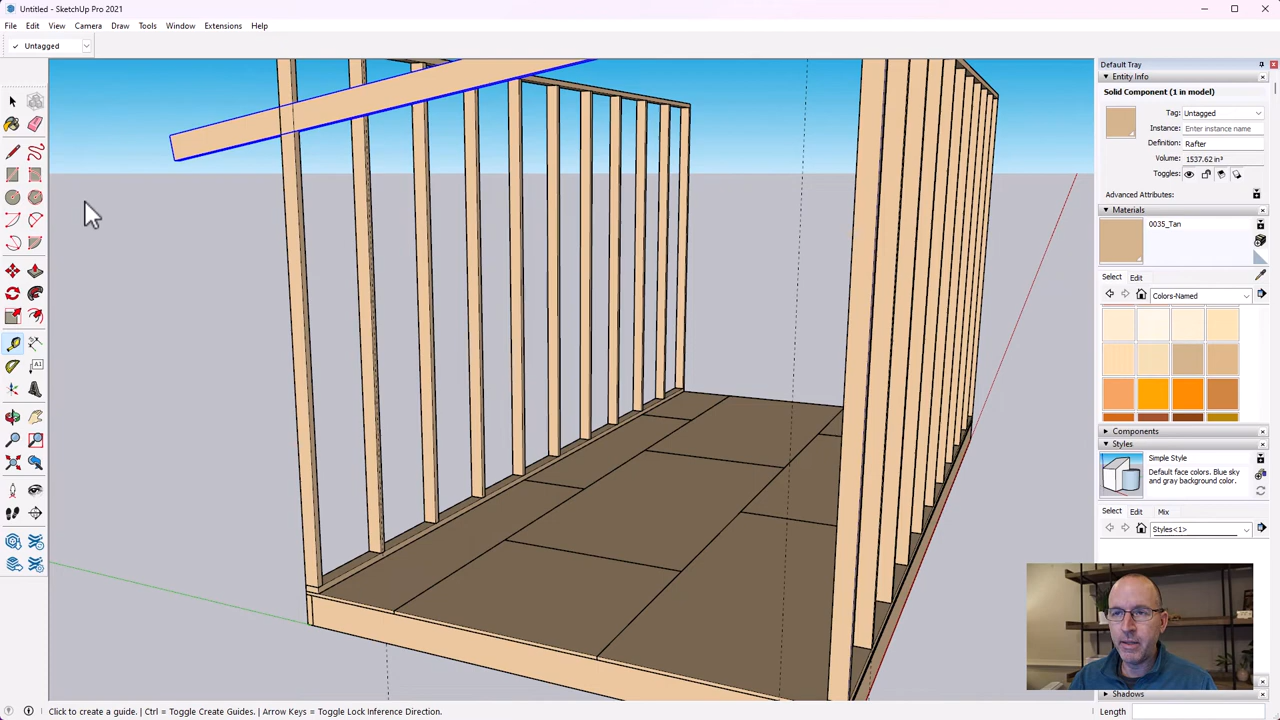 Untitled - SketchUp Pro 2021
File Edit View Camera Draw Tools Window Extensions Help
Untagged
Default Tray
Entity Info
Solid Component (1 in model)
Tag: Untagged
Instance: Enter instance name
Definition: Rafter
Volume: 1537.62 in³
Toggles:
Advanced Attributes:
Materials
0035_Tan
Select Edit
Colors-Named
Components
Styles
Simple Style
Default face colors. Blue sky
and gray background color.
Select Edit Mix
Styles<1>
Shadows
Click to create a guide. Ctrl = Toggle Create Guides. Arrow Keys = Toggle Lock Inference Direction.
Length